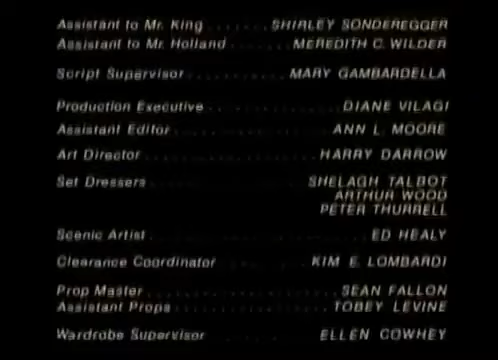 Assistant to Mr. King ........ SHIRLEY SONDEREGGER
Assistant to Mr. Holland ........ MEREDITH C. WILDER
Script Supervisor ............ MARY GAMBARDELLA
Production Executive ................ DIANE VILAGI
Assistant Editor ................ ANN L. MOORE
Art Director .................... HARRY DARROW
Set Dressers .................. SHELAGH TALBOT
ARTHUR WOOD
PETER THURRELL
Scenic Artist .......................... ED HEALY
Clearance Coordinator .......... KIM E. LOMBARDI
Prop Master ....................... SEAN FALLON
Assistant Props ................ TOBEY LEVINE
Wardrobe Supervisor .......... ELLEN COWHEY